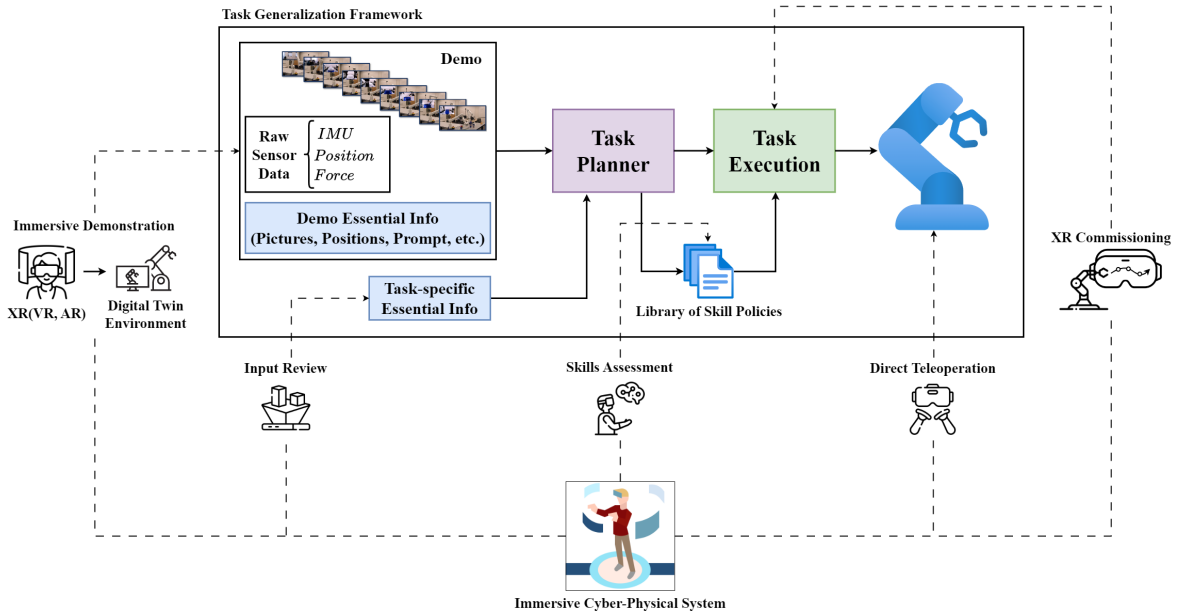 Task Generalization Framework
Demo
Raw
Sensor
Data
IMU
Position
Force
Demo Essential Info
(Pictures, Positions, Prompt, etc.)
Task
Planner
Task
Execution
Task-specific
Essential Info
Library of Skill Policies
Immersive Demonstration
XR(VR, AR)
Digital Twin
Environment
XR Commissioning
Input Review
Skills Assessment
Direct Teleoperation
Immersive Cyber-Physical System